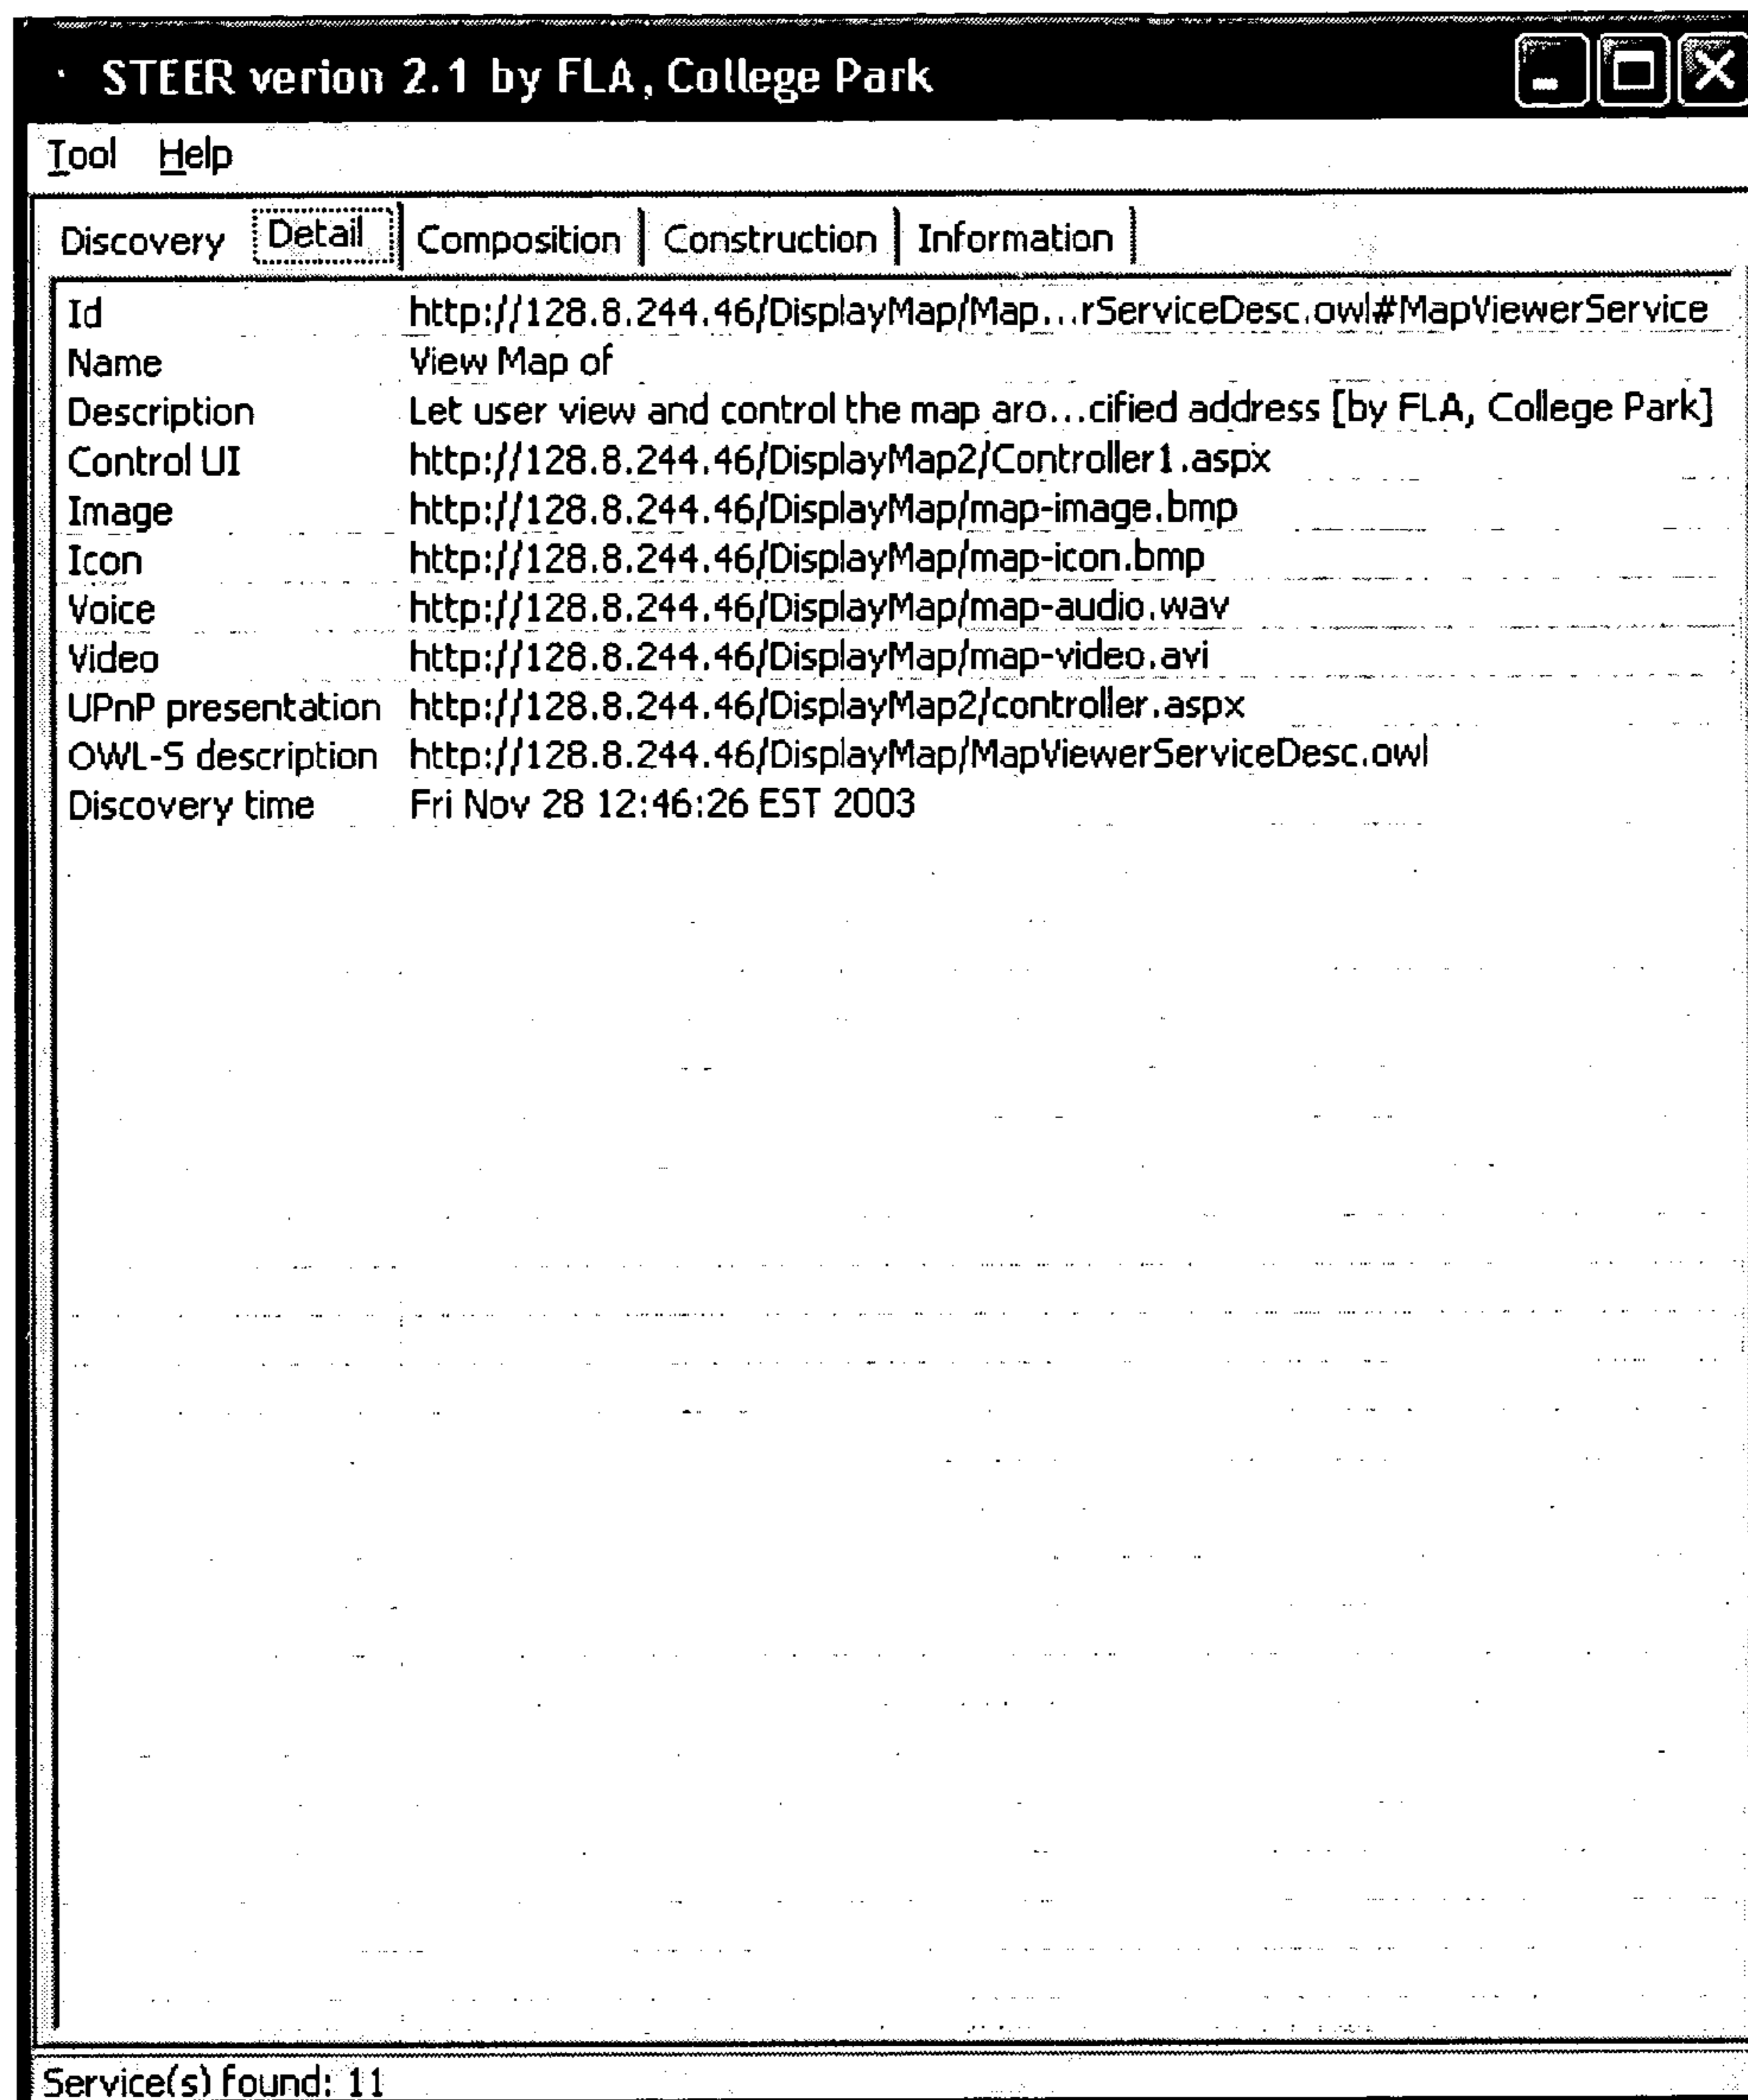 STEER verion 2.1 by FLA, College Park
Tool Help
Discovery Detail Composition Construction Information
Id http://128.8.244.46/DisplayMap/Map...rServiceDesc.owl#MapViewerService
Name View Map of
Description Let user view and control the map aro...cified address [by FLA, College Park]
Control UI http://128.8.244.46/DisplayMap2/Controller1.aspx
Image http://128.8.244.46/DisplayMap/map-image.bmp
Icon http://128.8.244.46/DisplayMap/map-icon.bmp
Voice http://128.8.244.46/DisplayMap/map-audio.wav
Video http://128.8.244.46/DisplayMap/map-video.avi
UPnP presentation http://128.8.244.46/DisplayMap2/controller.aspx
OWL-S description http://128.8.244.46/DisplayMap/MapViewerServiceDesc.owl
Discovery time Fri Nov 28 12:46:26 EST 2003
Service(s) found: 11